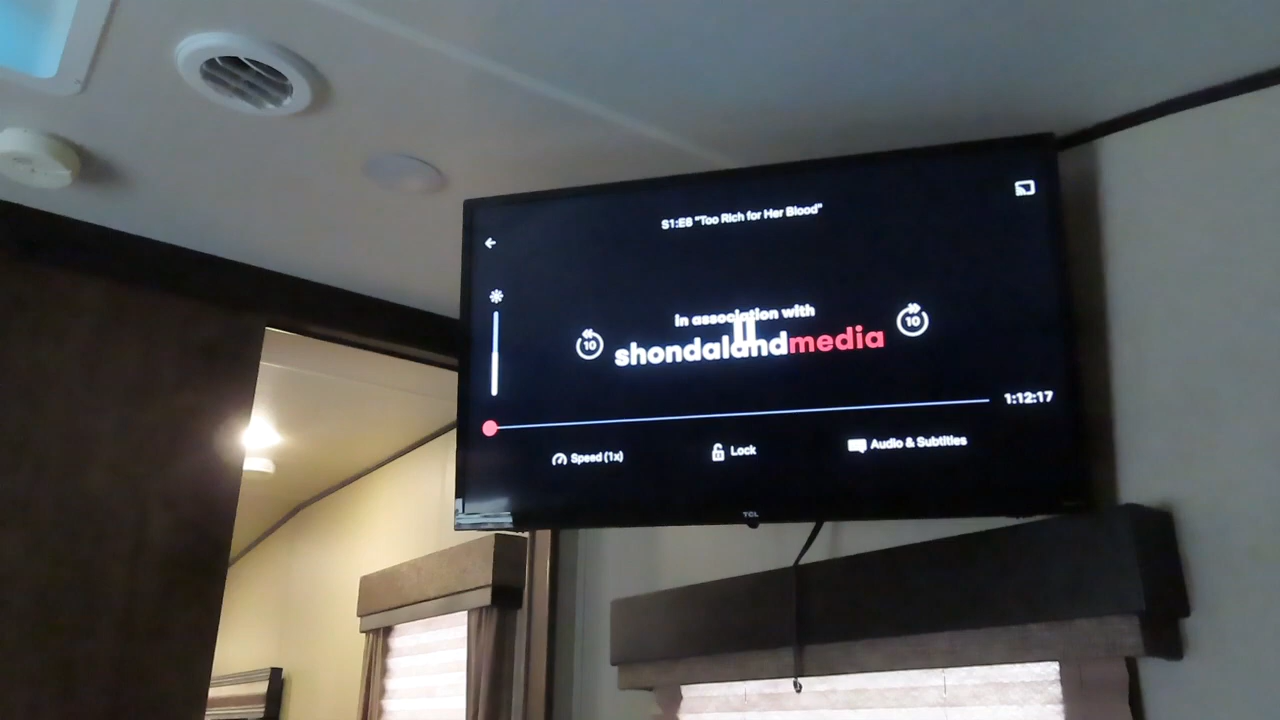 S1:E8 "Too Rich for Her Blood"
in association with
shondalandmedia
10
10
1:12:17
Speed (1x)
Lock
Audio & Subtitles
TCL